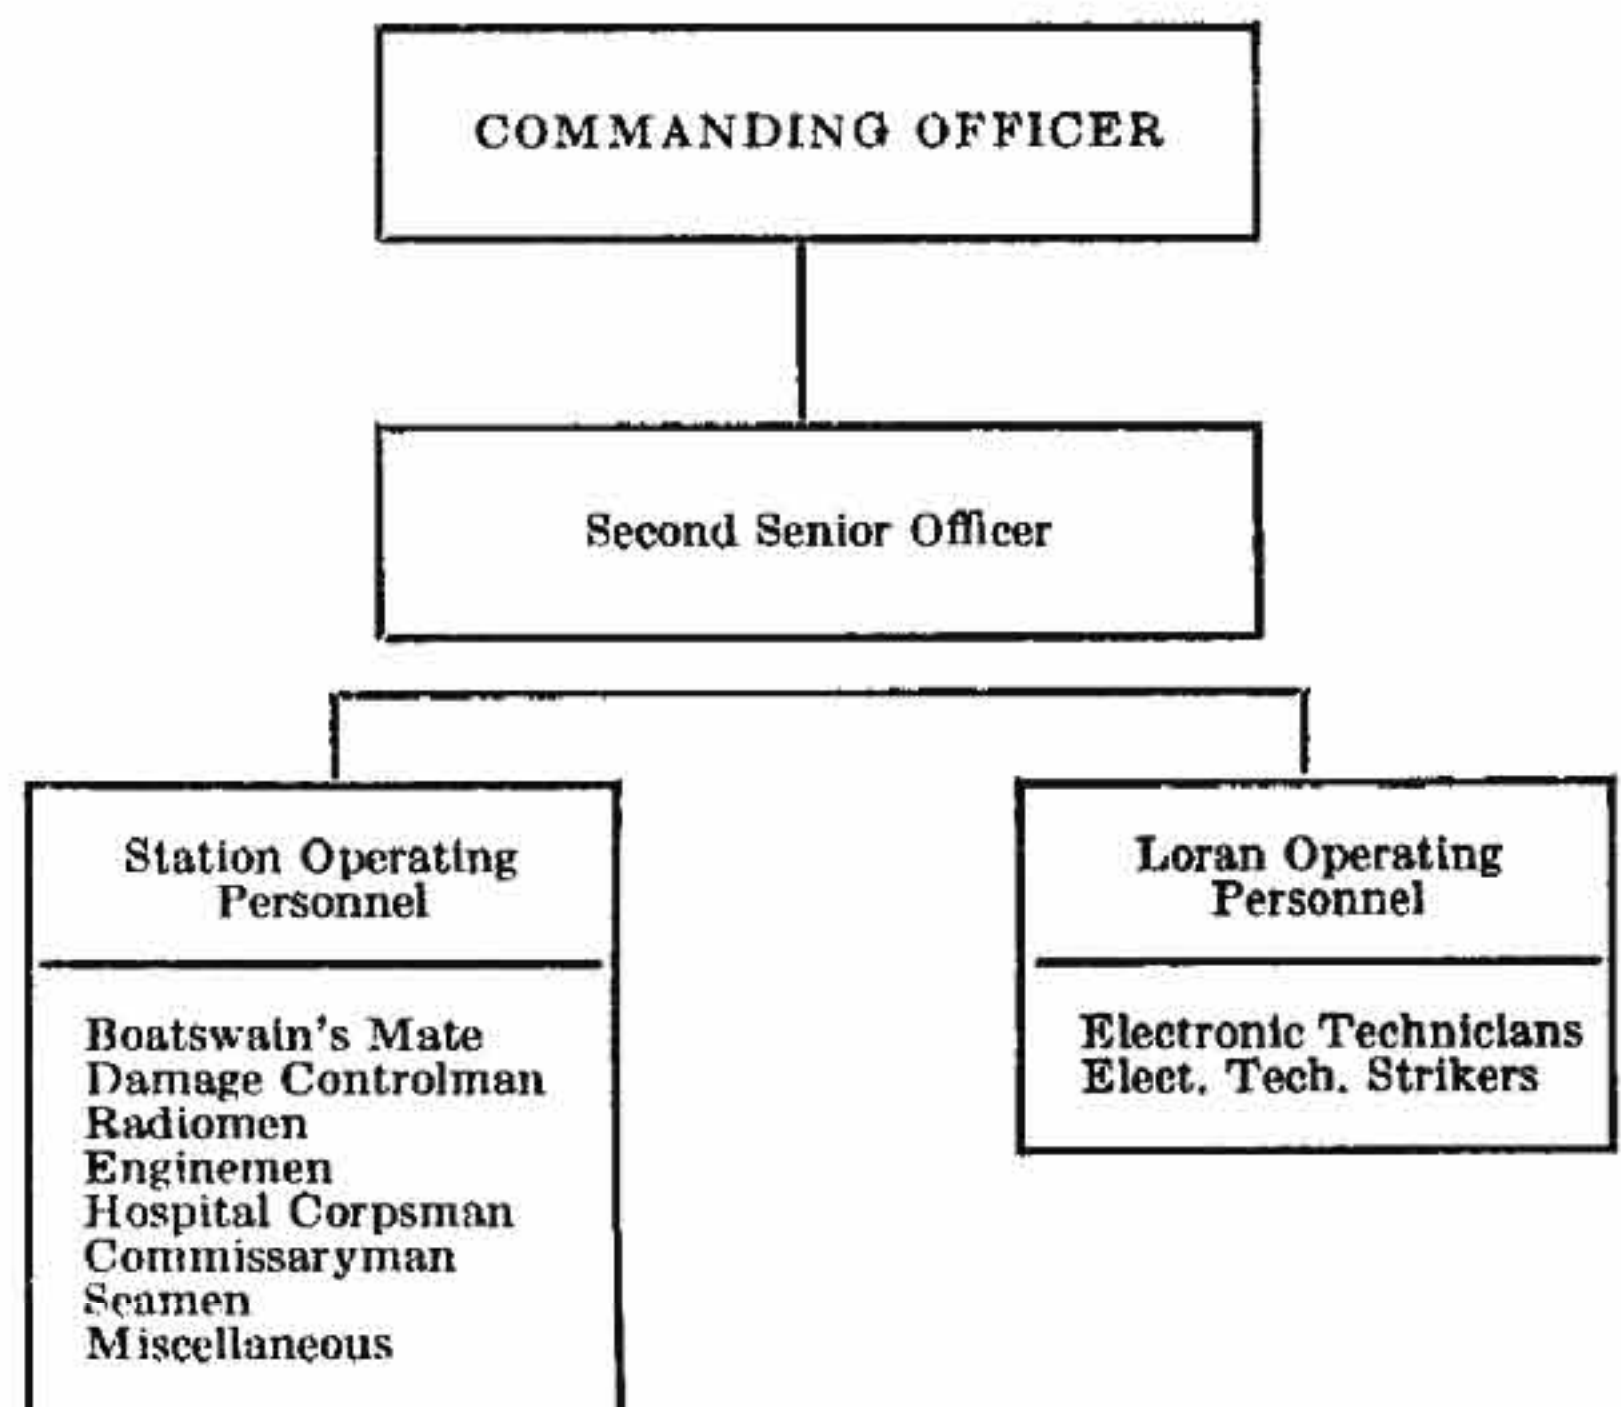 COMMANDING OFFICER
Second Senior Officer
Station Operating
Personnel
Boatswain's Mate
Damage Controlman
Radiomen
Enginemen
Hospital Corpsman
Commissaryman
Seamen
Miscellaneous
Loran Operating
Personnel
Electronic Technicians
Elect. Tech. Strikers